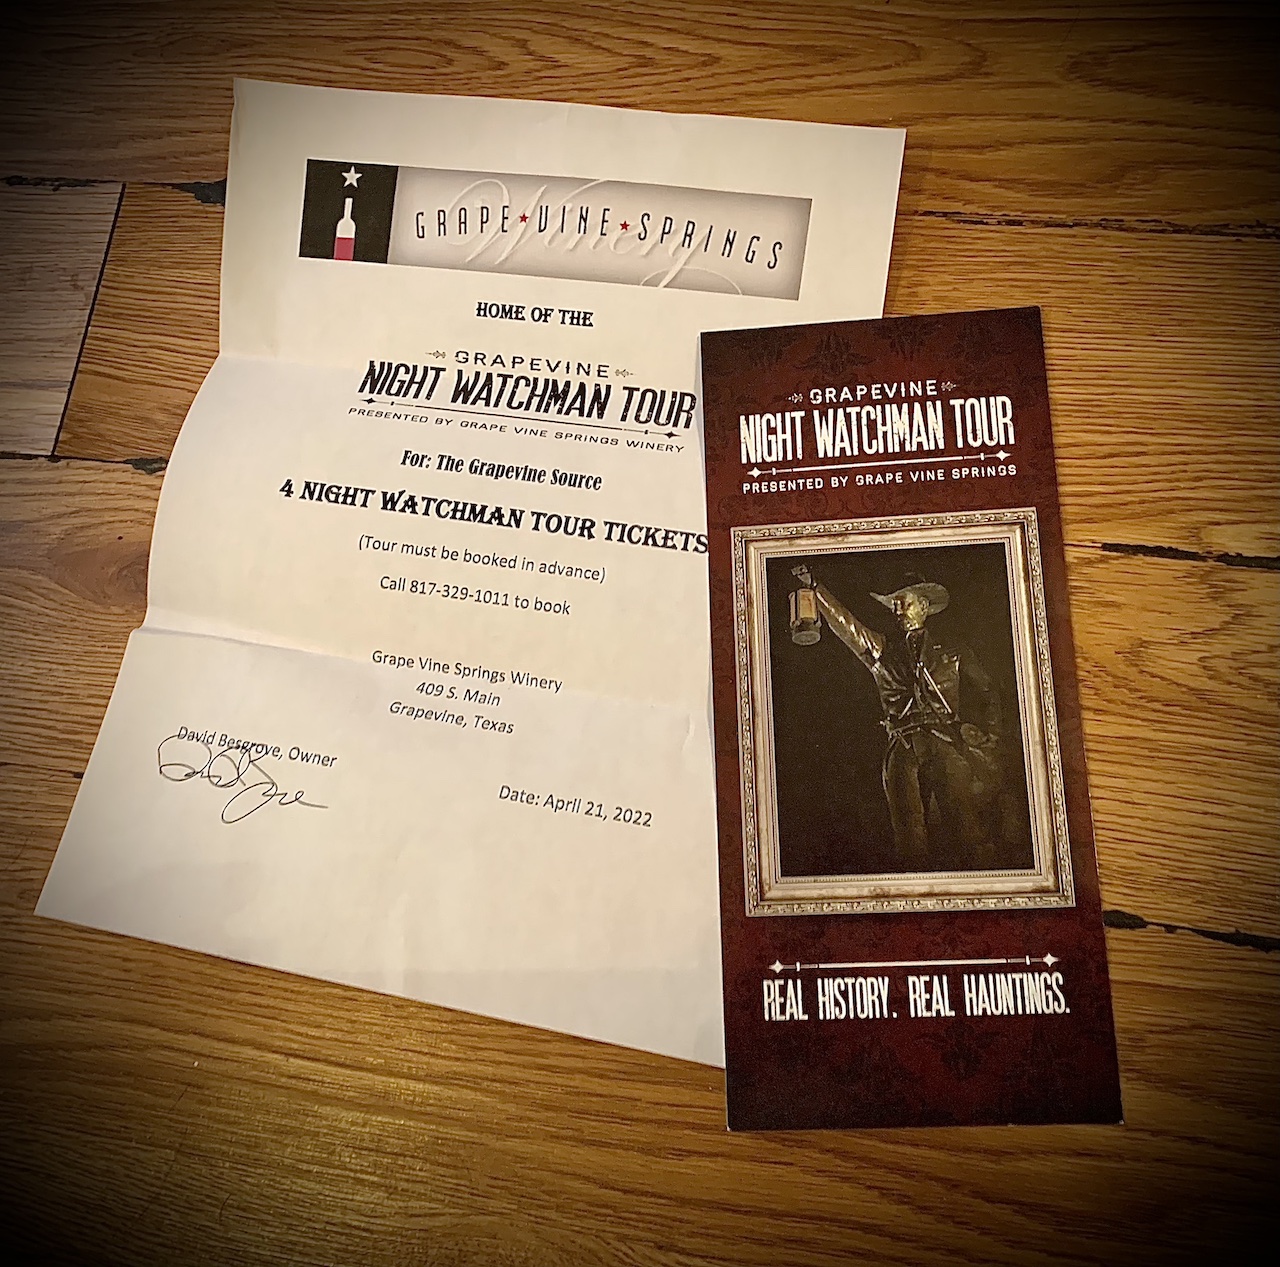 GRAPE★VINE★SPRINGS
Winery
HOME OF THE
GRAPEVINE
NIGHT WATCHMAN TOUR
PRESENTED BY GRAPE VINE SPRINGS WINERY
For: The Grapevine Source
4 NIGHT WATCHMAN TOUR TICKETS
(Tour must be booked in advance)
Call 817-329-1011 to book
Grape Vine Springs Winery
409 S. Main
Grapevine, Texas
David Besgrove, Owner
Date: April 21, 2022
GRAPEVINE
NIGHT WATCHMAN TOUR
PRESENTED BY GRAPE VINE SPRINGS
REAL HISTORY. REAL HAUNTINGS.